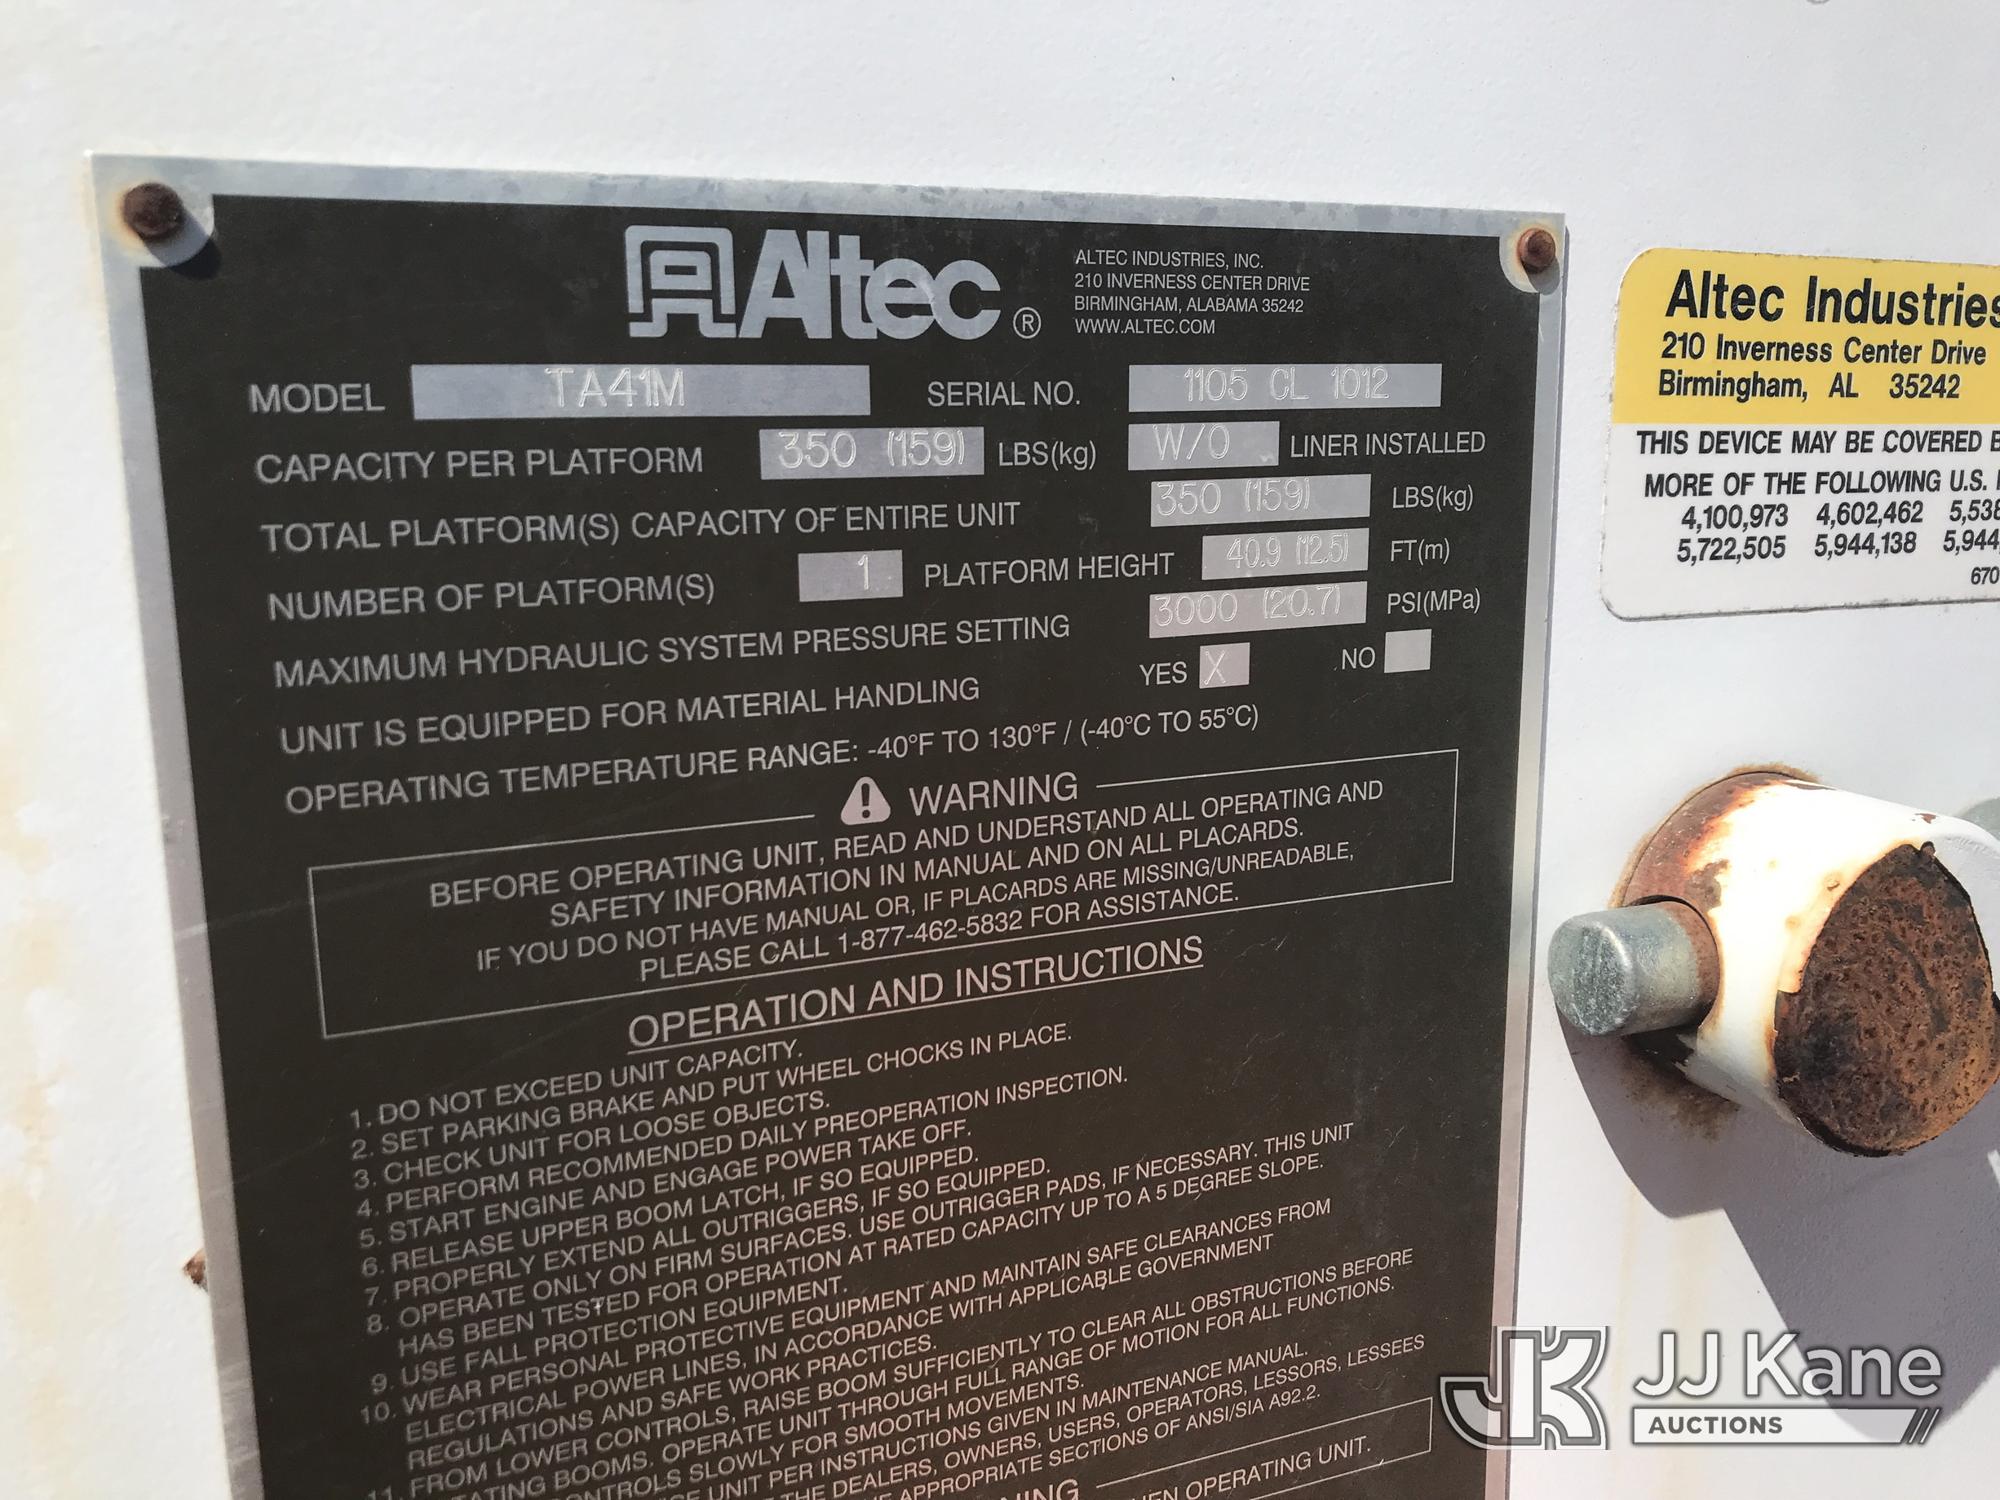 Altec ®
ALTEC INDUSTRIES, INC.
210 INVERNESS CENTER DRIVE
BIRMINGHAM, ALABAMA 35242
WWW.ALTEC.COM
MODEL TA41M SERIAL NO. 1105 CL 1012
CAPACITY PER PLATFORM 350 (159) LBS(kg) W/O LINER INSTALLED
TOTAL PLATFORM(S) CAPACITY OF ENTIRE UNIT 350 (159) LBS(kg)
NUMBER OF PLATFORM(S) 1 PLATFORM HEIGHT 40.9 (12.5) FT(m)
MAXIMUM HYDRAULIC SYSTEM PRESSURE SETTING 3000 (20.7) PSI(MPa)
UNIT IS EQUIPPED FOR MATERIAL HANDLING YES X NO
OPERATING TEMPERATURE RANGE: -40°F TO 130°F / (-40°C TO 55°C)
WARNING
BEFORE OPERATING UNIT, READ AND UNDERSTAND ALL OPERATING AND
SAFETY INFORMATION IN MANUAL AND ON ALL PLACARDS.
IF YOU DO NOT HAVE MANUAL OR, IF PLACARDS ARE MISSING/UNREADABLE,
PLEASE CALL 1-877-462-5832 FOR ASSISTANCE.
OPERATION AND INSTRUCTIONS
1. DO NOT EXCEED UNIT CAPACITY.
2. SET PARKING BRAKE AND PUT WHEEL CHOCKS IN PLACE.
3. CHECK UNIT FOR LOOSE OBJECTS.
4. PERFORM RECOMMENDED DAILY PREOPERATION INSPECTION.
5. START ENGINE AND ENGAGE POWER TAKE OFF.
6. RELEASE UPPER BOOM LATCH, IF SO EQUIPPED.
7. PROPERLY EXTEND ALL OUTRIGGERS, IF SO EQUIPPED.
8. OPERATE ONLY ON FIRM SURFACES. USE OUTRIGGER PADS, IF NECESSARY. THIS UNIT
HAS BEEN TESTED FOR OPERATION AT RATED CAPACITY UP TO A 5 DEGREE SLOPE.
9. USE FALL PROTECTION EQUIPMENT.
10. WEAR PERSONAL PROTECTIVE EQUIPMENT AND MAINTAIN SAFE CLEARANCES FROM
ELECTRICAL POWER LINES, IN ACCORDANCE WITH APPLICABLE GOVERNMENT
REGULATIONS AND SAFE WORK PRACTICES.
11. FROM LOWER CONTROLS, RAISE BOOM SUFFICIENTLY TO CLEAR ALL OBSTRUCTIONS BEFORE
BOOMS. OPERATE UNIT THROUGH FULL RANGE OF MOTION FOR ALL FUNCTIONS.
SLOWLY FOR SMOOTH MOVEMENTS.
UNIT PER INSTRUCTIONS GIVEN IN MAINTENANCE MANUAL.
THE DEALERS, OWNERS, USERS, OPERATORS, LESSORS, LESSEES
APPROPRIATE SECTIONS OF ANSI/SIA A92.2.
OPERATING UNIT.
Altec Industries
210 Inverness Center Drive
Birmingham, AL 35242
THIS DEVICE MAY BE COVERED
MORE OF THE FOLLOWING U.S.
4,100,973 4,602,462 5,538
5,722,505 5,944,138 5,944,
670
JK JJ Kane
AUCTIONS